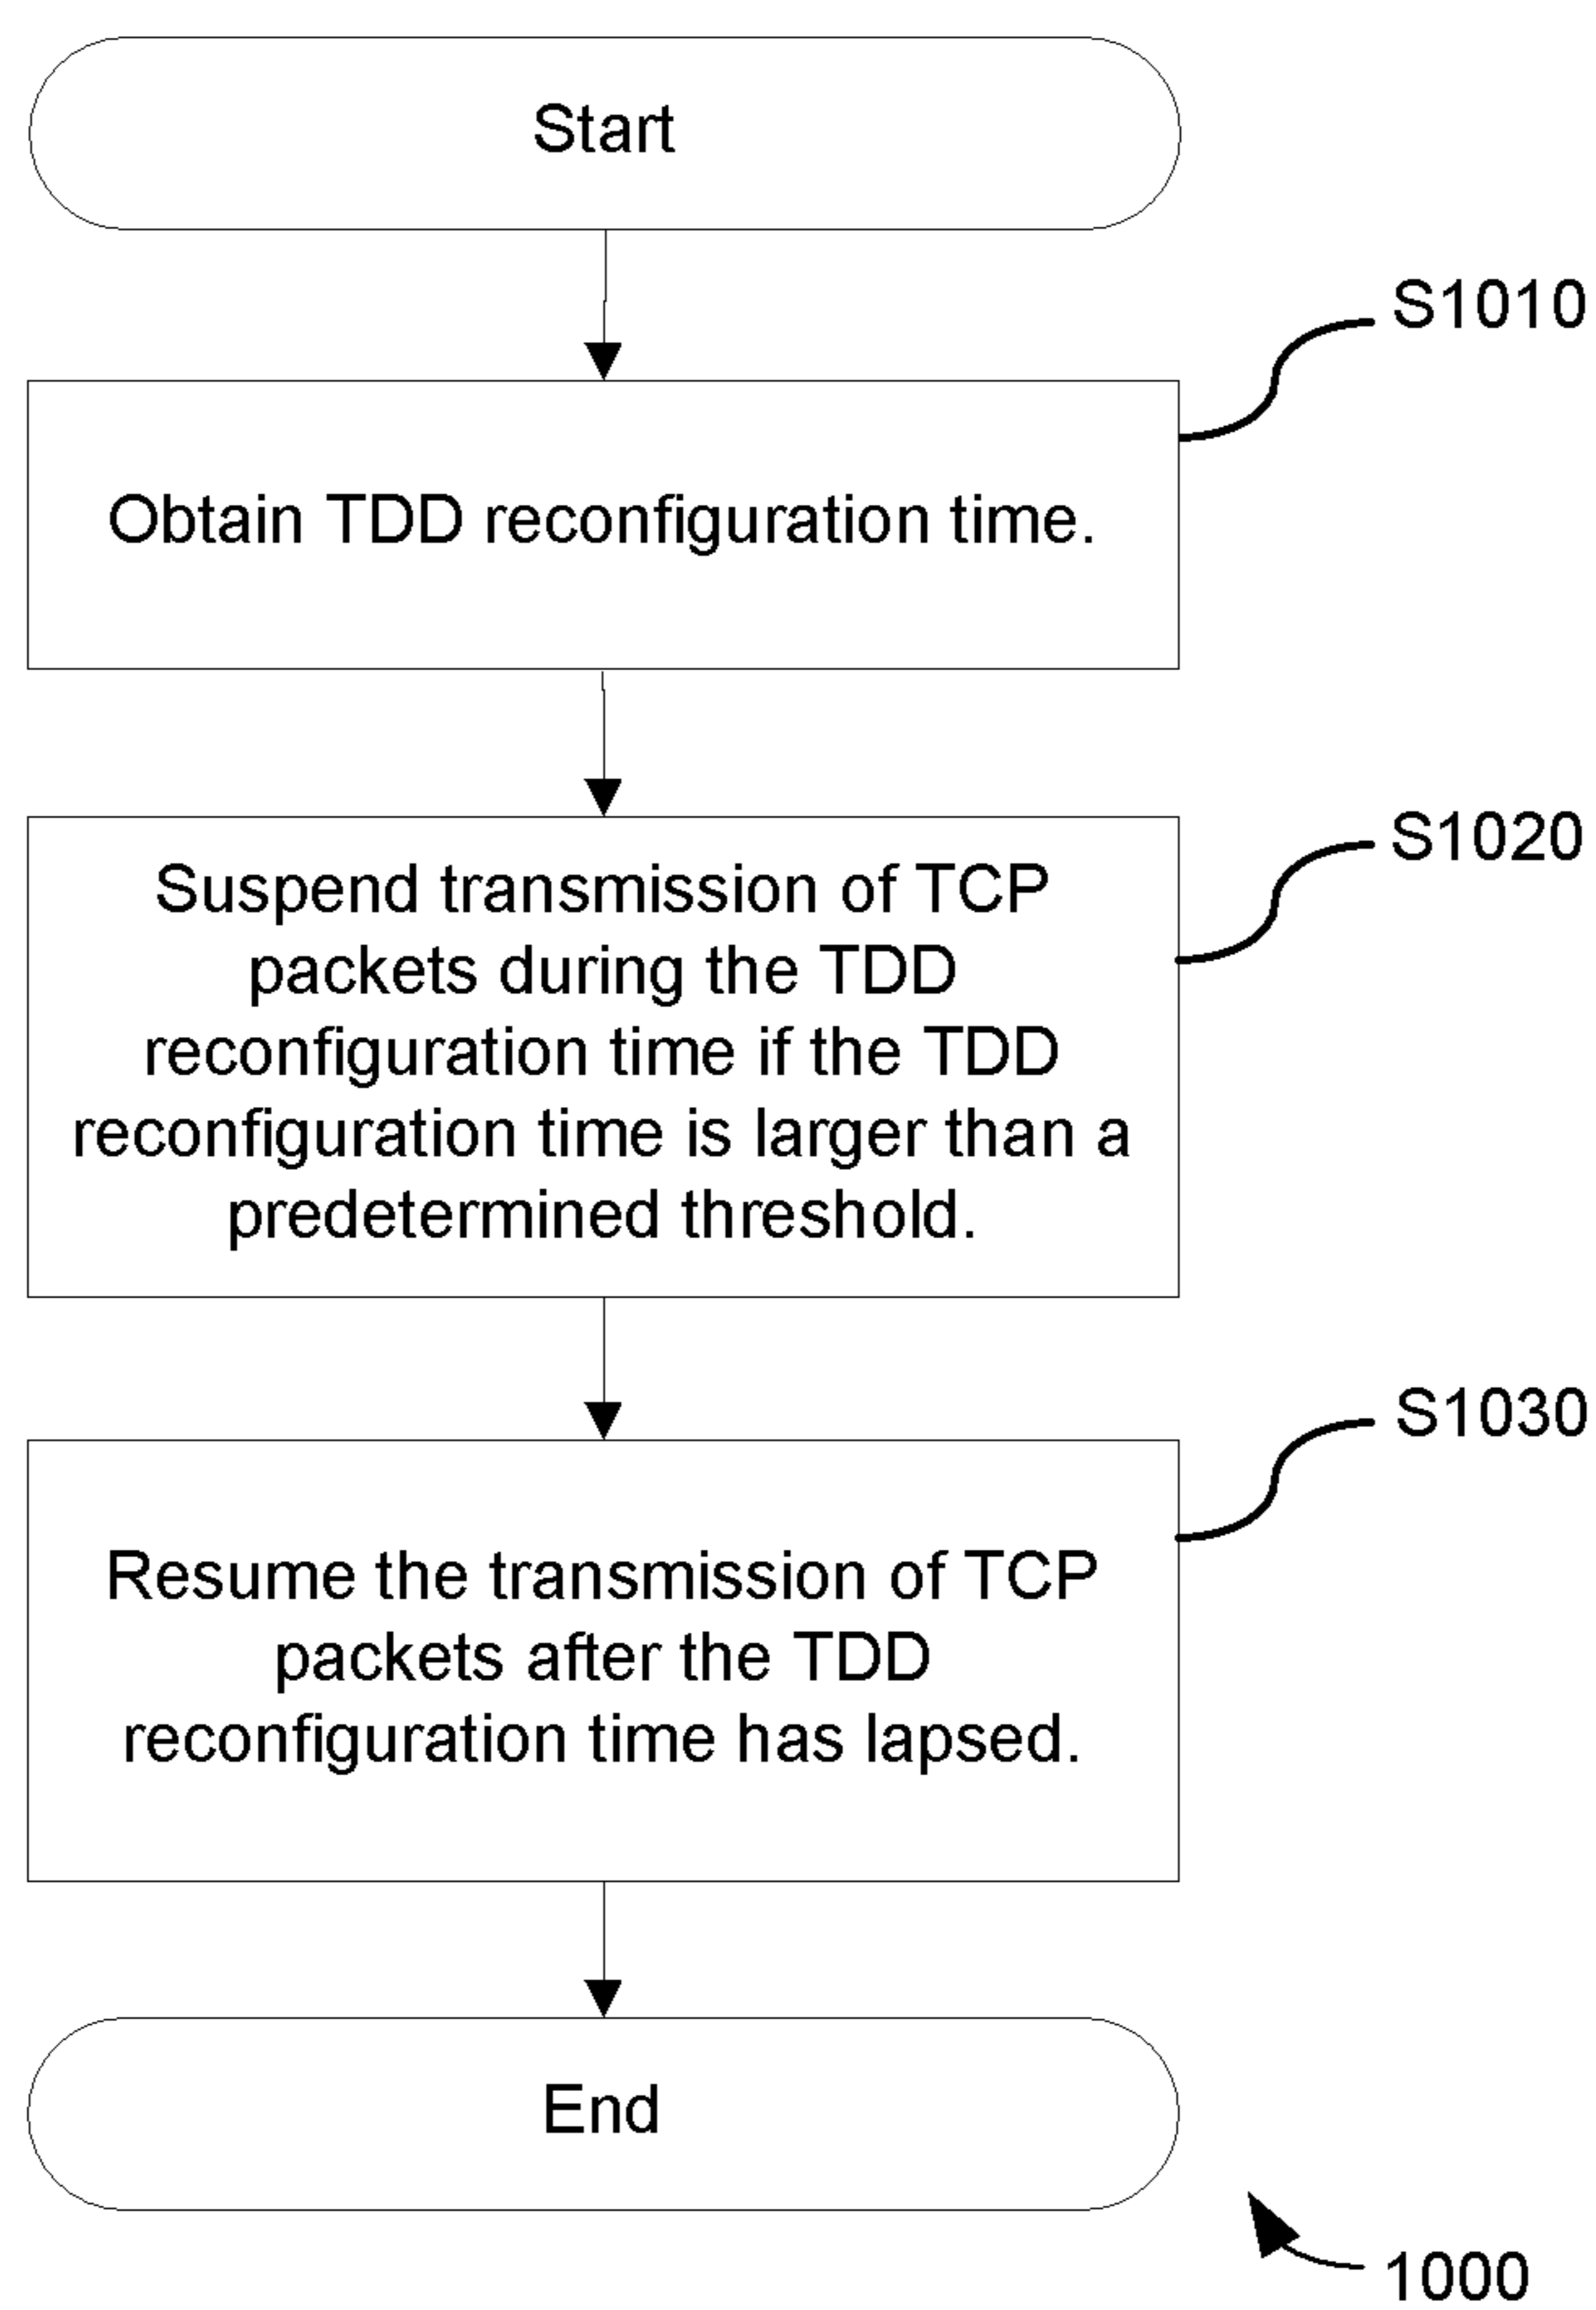 Start
S1010
Obtain TDD reconfiguration time.
S1020
Suspend transmission of TCP
packets during the TDD
reconfiguration time if the TDD
reconfiguration time is larger than a
predetermined threshold.
S1030
Resume the transmission of TCP
packets after the TDD
reconfiguration time has lapsed.
End
1000